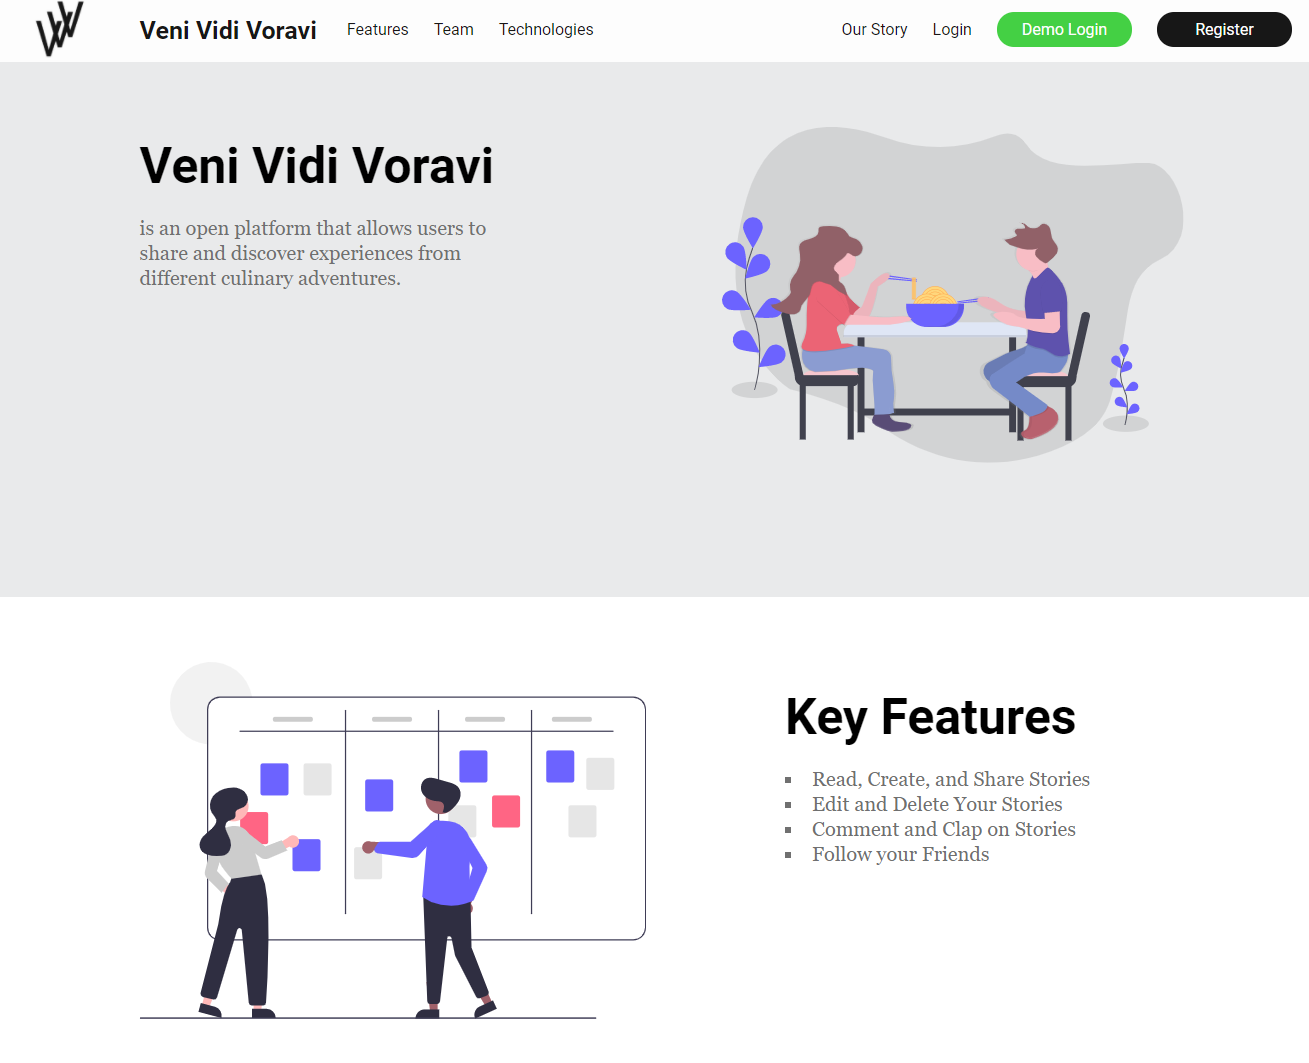 Veni Vidi Voravi
Features
Team
Technologies
Our Story
Login
Demo Login
Register
Veni Vidi Voravi
is an open platform that allows users to
share and discover experiences from
different culinary adventures.
Key Features
Read, Create, and Share Stories
Edit and Delete Your Stories
Comment and Clap on Stories
Follow your Friends